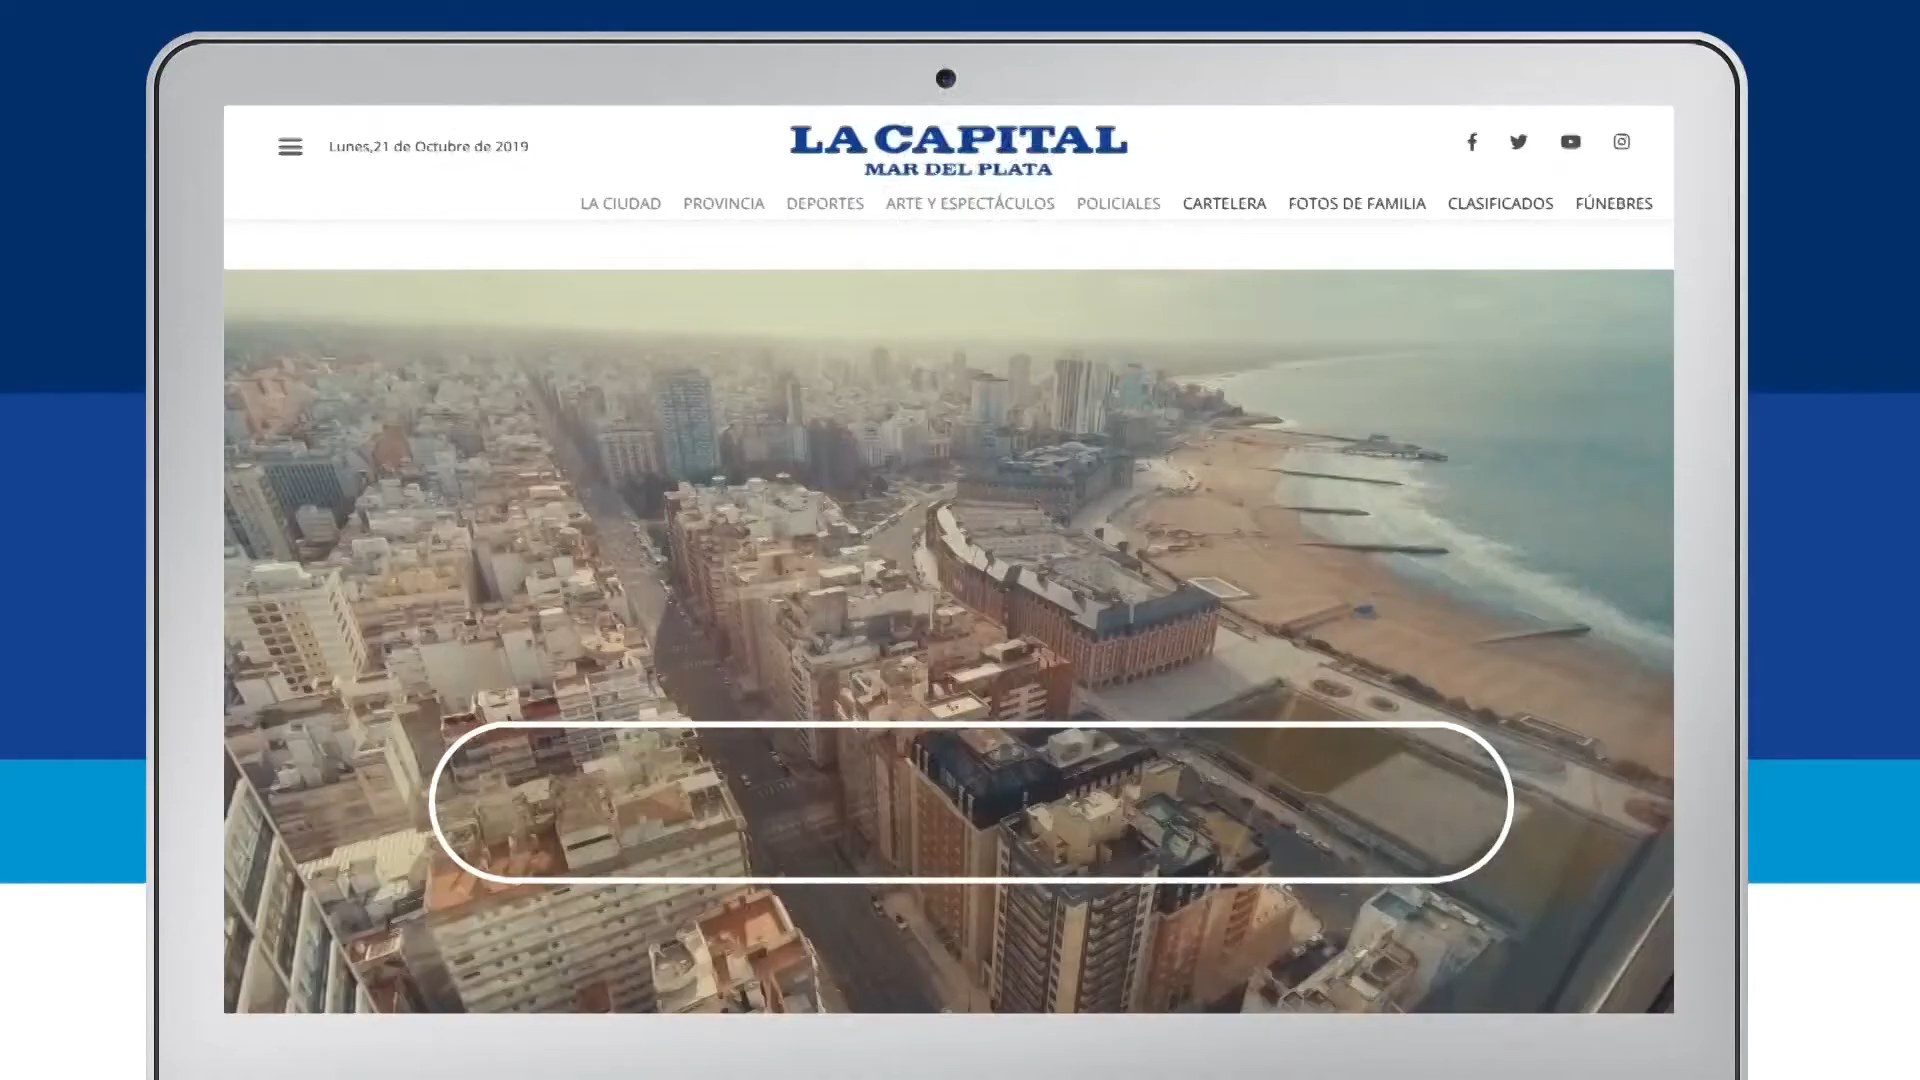 Lunes,21 de Octubre de 2019
LA CAPITAL
MAR DEL PLATA
LA CIUDAD PROVINCIA DEPORTES ARTE Y ESPECTÁCULOS POLICIALES CARTELERA FOTOS DE FAMILIA CLASIFICADOS FÚNEBRES